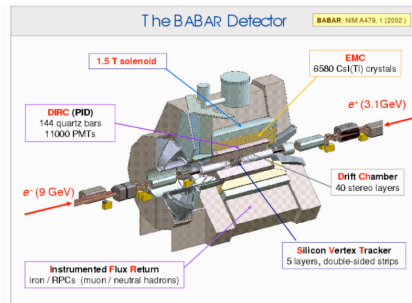 The BABAR Detector
BABAR, NIM A479, 1 (2002)
1.5 T solenoid
EMC
6580 CsI(Tl) crystals
DIRC (PID)
144 quartz bars
11000 PMTs
e⁺ (3.1GeV)
Drift Chamber
40 stereo layers
e⁻ (9 GeV)
Silicon Vertex Tracker
5 layers, double-sided strips
Instrumented Flux Return
iron / RPCs (muon / neutral hadrons)